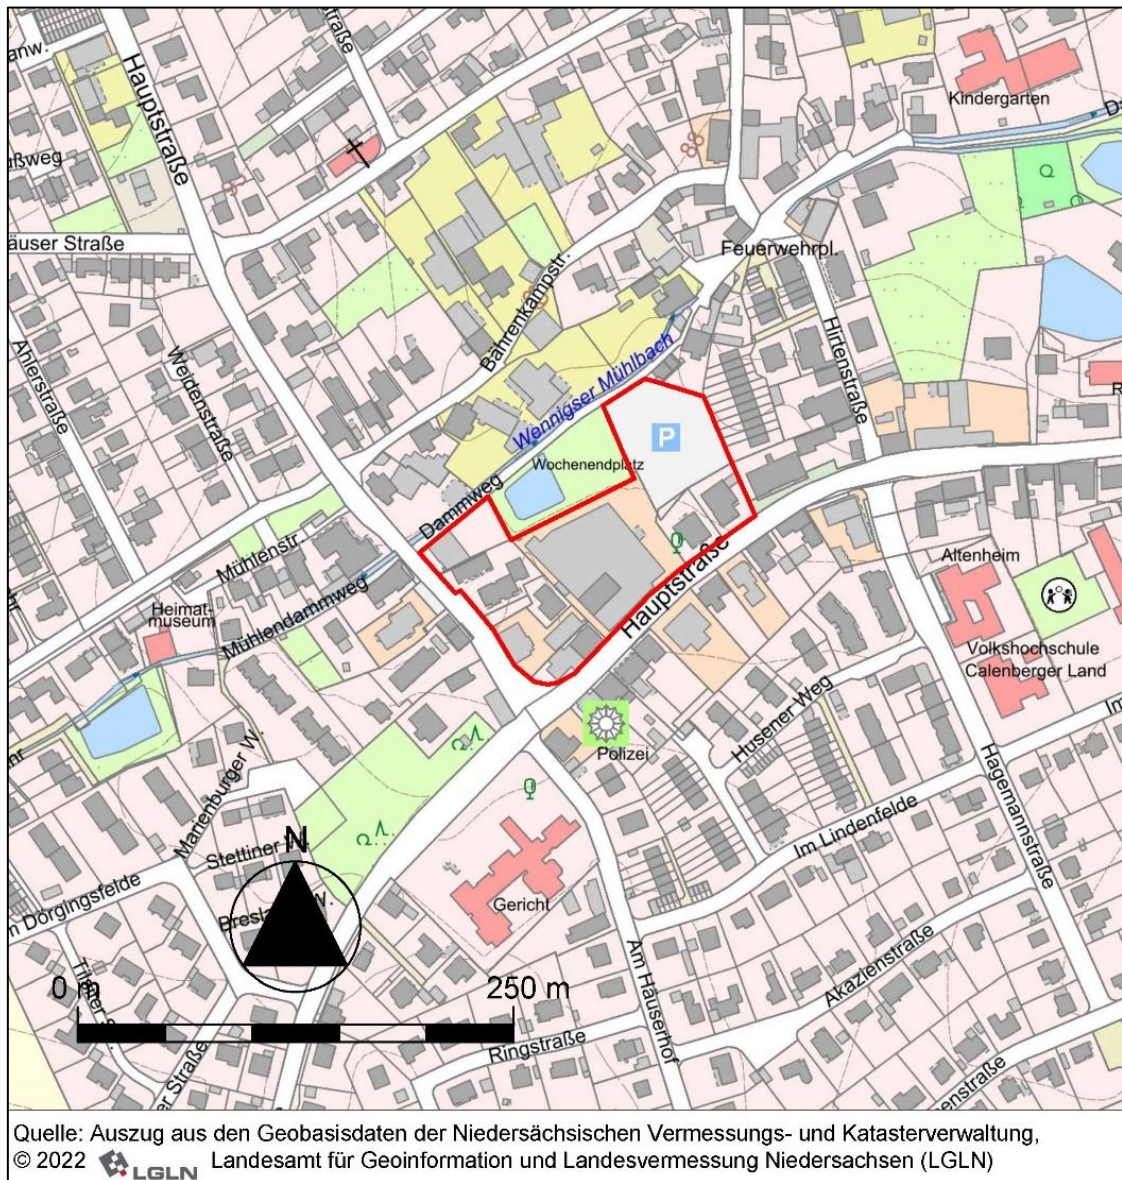 Hauptstraße
Kindergarten
88
Feuerwehrpl.
äuser Straße
Bahrenkampstr.
Hirtenstraße
Ahlerstraße
Weidenstraße
Wennigser Mühlbach
P
Wochenendplatz
Dammweg
Mühlenstr.
Hauptstraße
Altenheim
Heimat-
museum
Mühlendammweg
Volkshochschule
Calenberger Land
Husener Weg
Polizei
Marienburger W.
Hagemannstraße
Im Lindenfelde
Stettiner W.
N
Gericht
Akazienstraße
Am Häuserhof
0 m
250 m
Ringstraße
Quelle: Auszug aus den Geobasisdaten der Niedersächsischen Vermessungs- und Katasterverwaltung,
© 2022 LGLN Landesamt für Geoinformation und Landesvermessung Niedersachsen (LGLN)